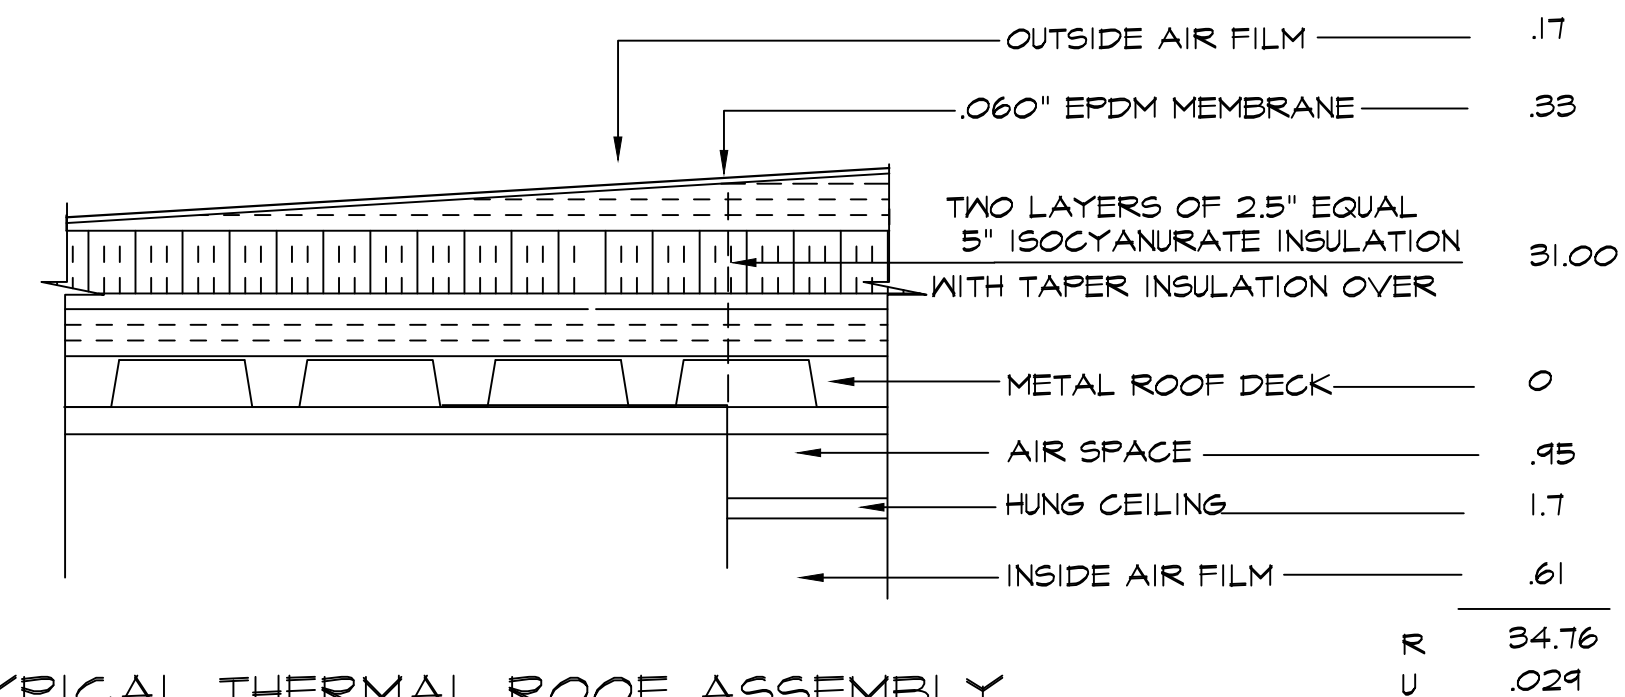 OUTSIDE AIR FILM .17
.060" EPDM MEMBRANE .33
TWO LAYERS OF 2.5" EQUAL
5" ISOCYANURATE INSULATION 31.00
WITH TAPER INSULATION OVER
METAL ROOF DECK 0
AIR SPACE .95
HUNG CEILING 1.7
INSIDE AIR FILM .61
R 34.76
U .029
YPICAL THERMAL ROOF ASSEMBLY